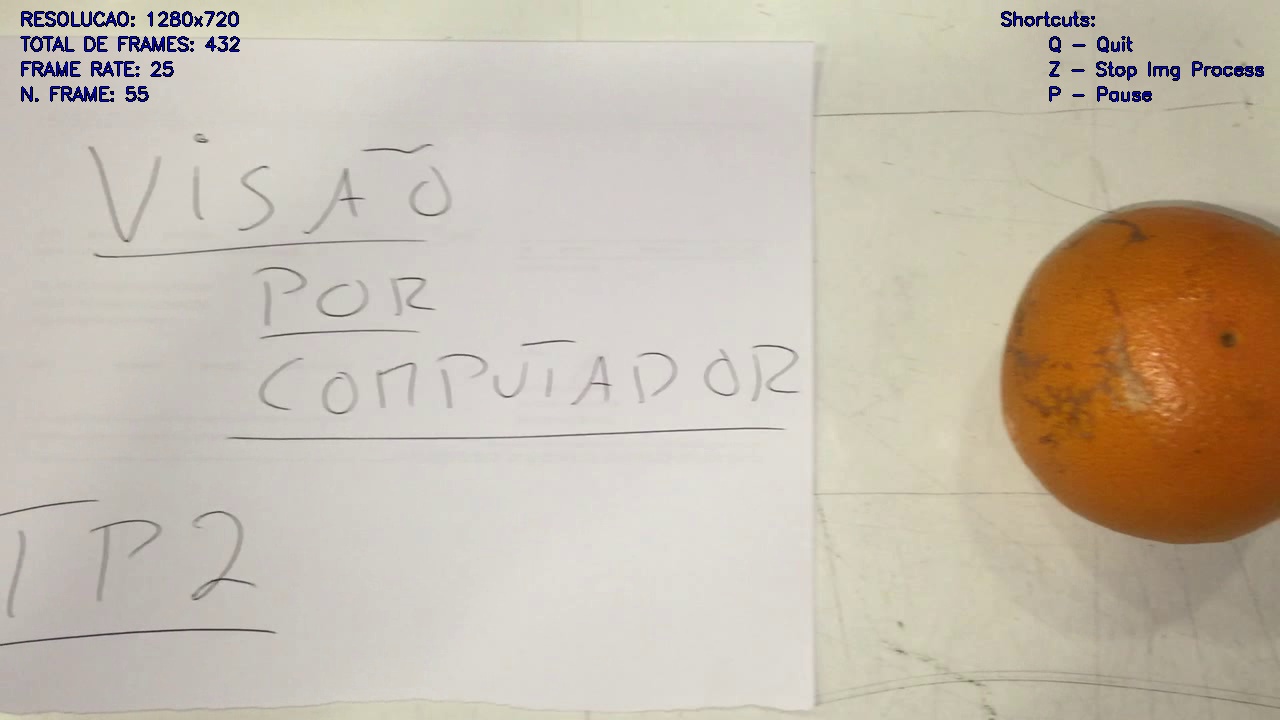 RESOLUCAO: 1280x720
TOTAL DE FRAMES: 432
FRAME RATE: 25
N. FRAME: 55
Shortcuts:
Q - Quit
Z - Stop Img Process
P - Pause
VISÃO
POR
COMPUTADOR
TP2